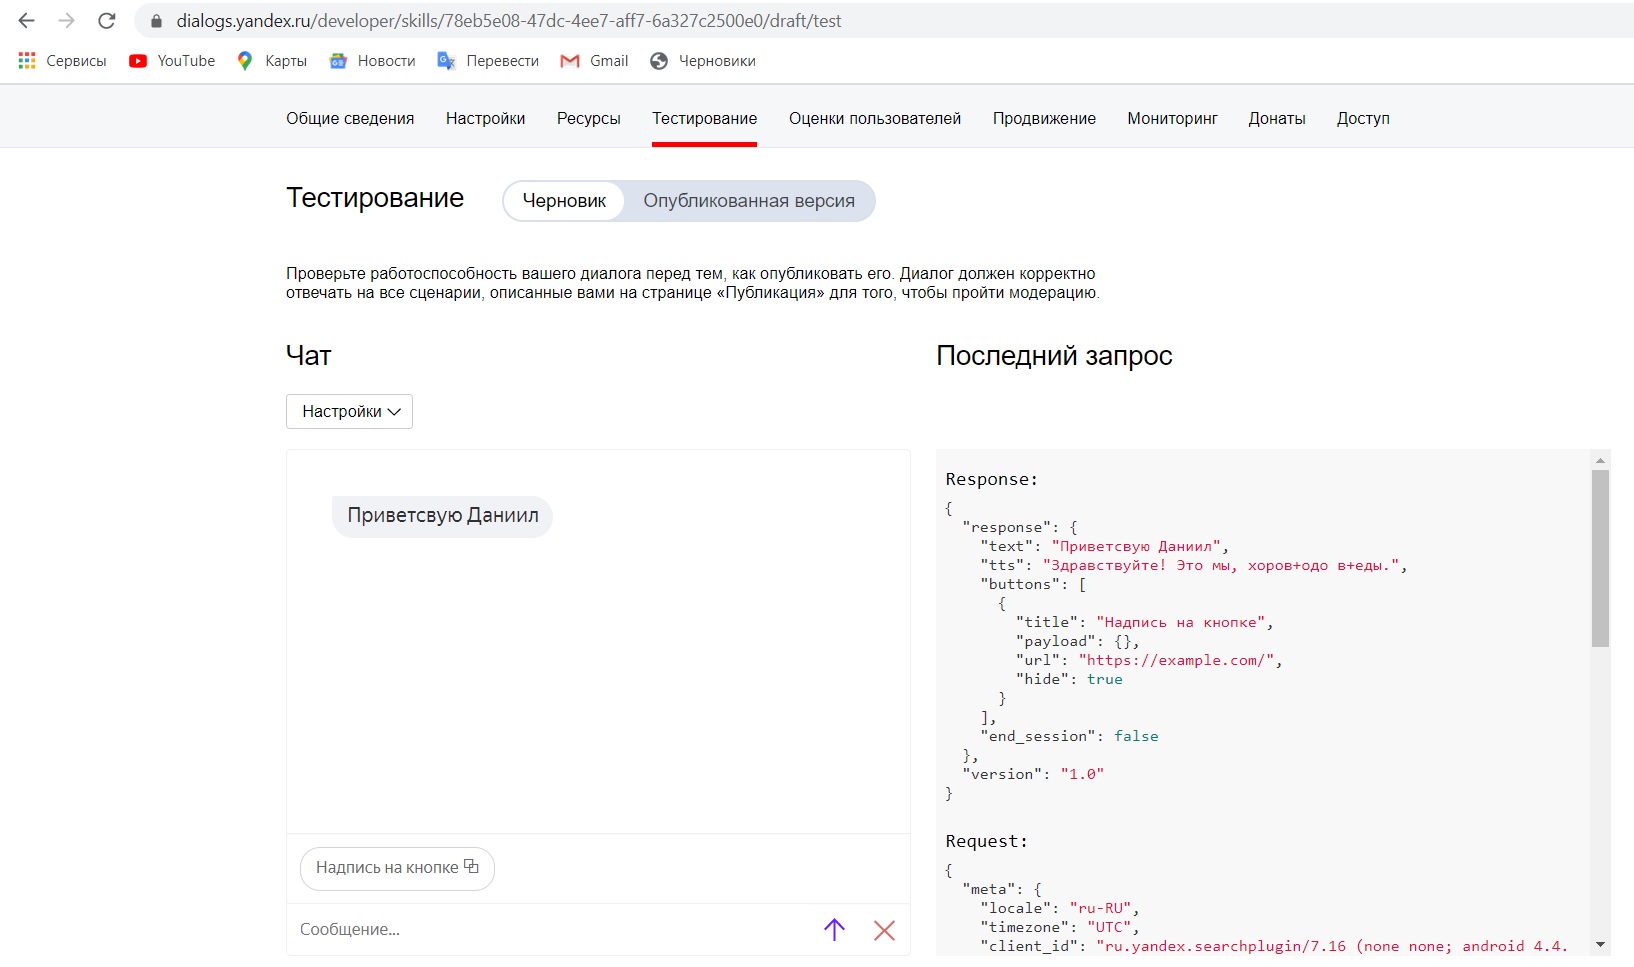 dialogs.yandex.ru/developer/skills/78eb5e08-47dc-4ee7-aff7-6a327c2500e0/draft/test
Сервисы YouTube Карты Новости Перевести Gmail Черновики
Общие сведения Настройки Ресурсы Тестирование Оценки пользователей Продвижение Мониторинг Донаты Доступ
Тестирование Черновик Опубликованная версия
Проверьте работоспособность вашего диалога перед тем, как опубликовать его. Диалог должен корректно
отвечать на все сценарии, описанные вами на странице «Публикация» для того, чтобы пройти модерацию.
Чат
Настройки
Приветсвую Даниил
Надпись на кнопке
Сообщение...
Последний запрос
Response:
{
"response": {
"text": "Приветсвую Даниил",
"tts": "Здравствуйте! Это мы, хоров+одо в+еды.",
"buttons": [
{
"title": "Надпись на кнопке",
"payload": {},
"url": "https://example.com/",
"hide": true
}
],
"end_session": false
},
"version": "1.0"
}
Request:
{
"meta": {
"locale": "ru-RU",
"timezone": "UTC",
"client_id": "ru.yandex.searchplugin/7.16 (none none; android 4.4.